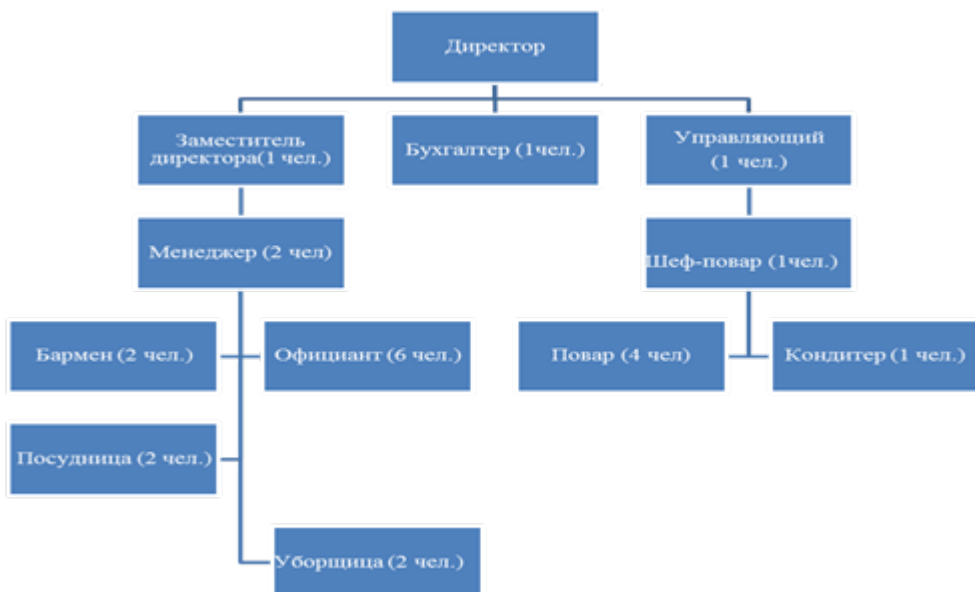 Директор
Заместитель
директора(1 чел.)
Бухгалтер (1чел.)
Управляющий
(1 чел.)
Менеджер (2 чел)
Шеф-повар (1чел.)
Бармен (2 чел.)
Официант (6 чел.)
Повар (4 чел)
Кондитер (1 чел.)
Посудница (2 чел.)
Уборщица (2 чел.)